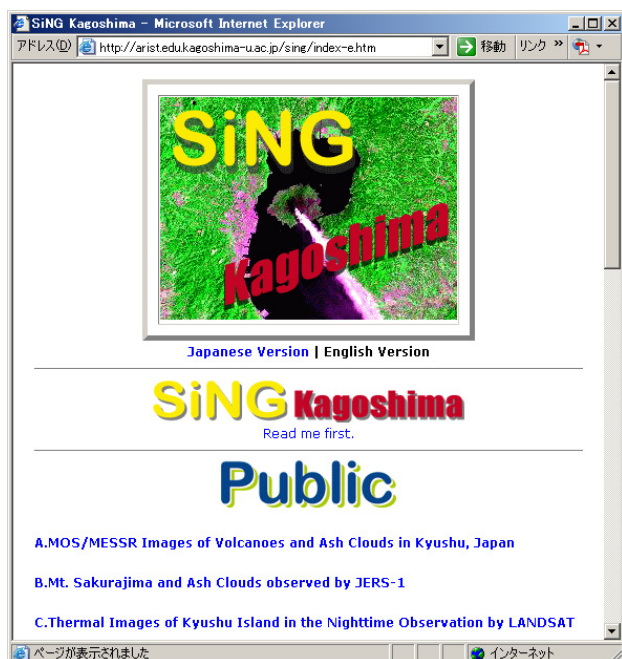 SiNG Kagoshima - Microsoft Internet Explorer
アドレス(D) http://arist.edu.kagoshima-u.ac.jp/sing/index-e.htm 移動 リンク »
SiNG
Kagoshima
Japanese Version | English Version
SiNG Kagoshima
Read me first.
Public
A.MOS/MESSR Images of Volcanoes and Ash Clouds in Kyushu, Japan
B.Mt. Sakurajima and Ash Clouds observed by JERS-1
C.Thermal Images of Kyushu Island in the Nighttime Observation by LANDSAT
ページが表示されました インターネット